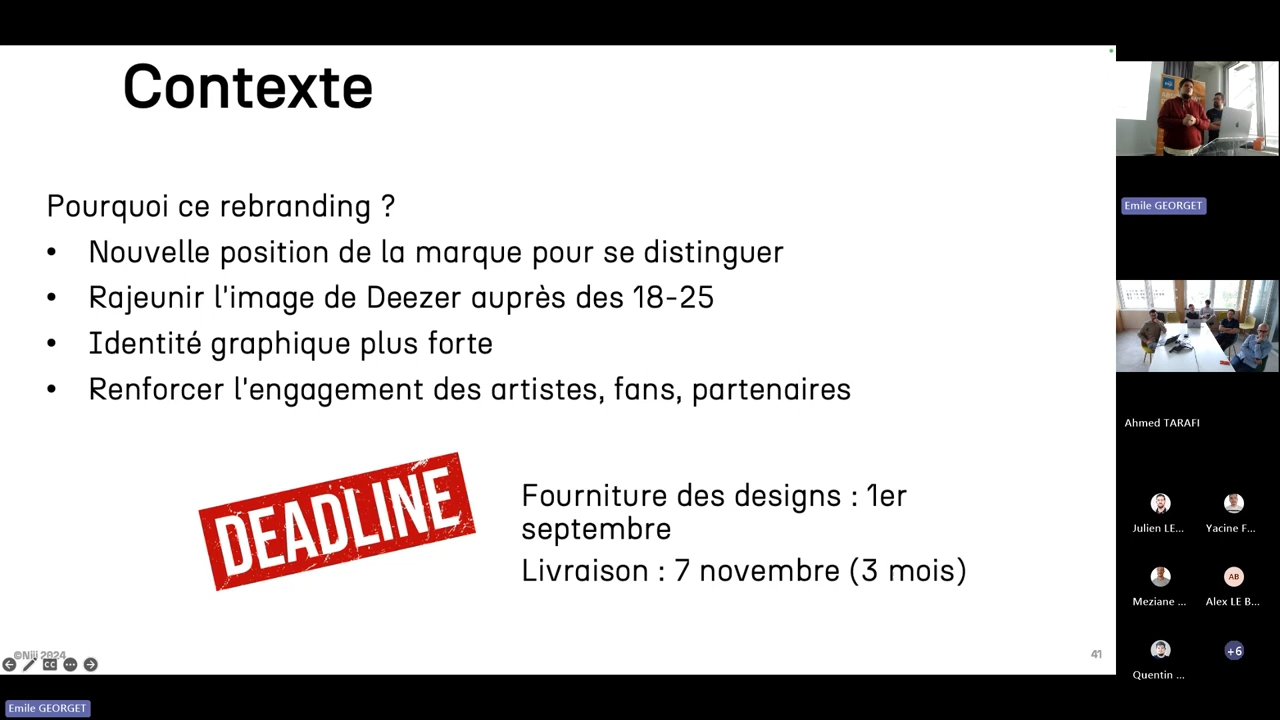 Contexte
Pourquoi ce rebranding ?
• Nouvelle position de la marque pour se distinguer
• Rajeunir l'image de Deezer auprès des 18-25
• Identité graphique plus forte
• Renforcer l'engagement des artistes, fans, partenaires
DEADLINE
Fourniture des designs : 1er
septembre
Livraison : 7 novembre (3 mois)
©Niji 2024
CC
41
Emile GEORGET
Emile GEORGET
Ahmed TARAFI
Julien LE... Yacine F...
AB
Meziane ... Alex LE B...
+6
Quentin ...